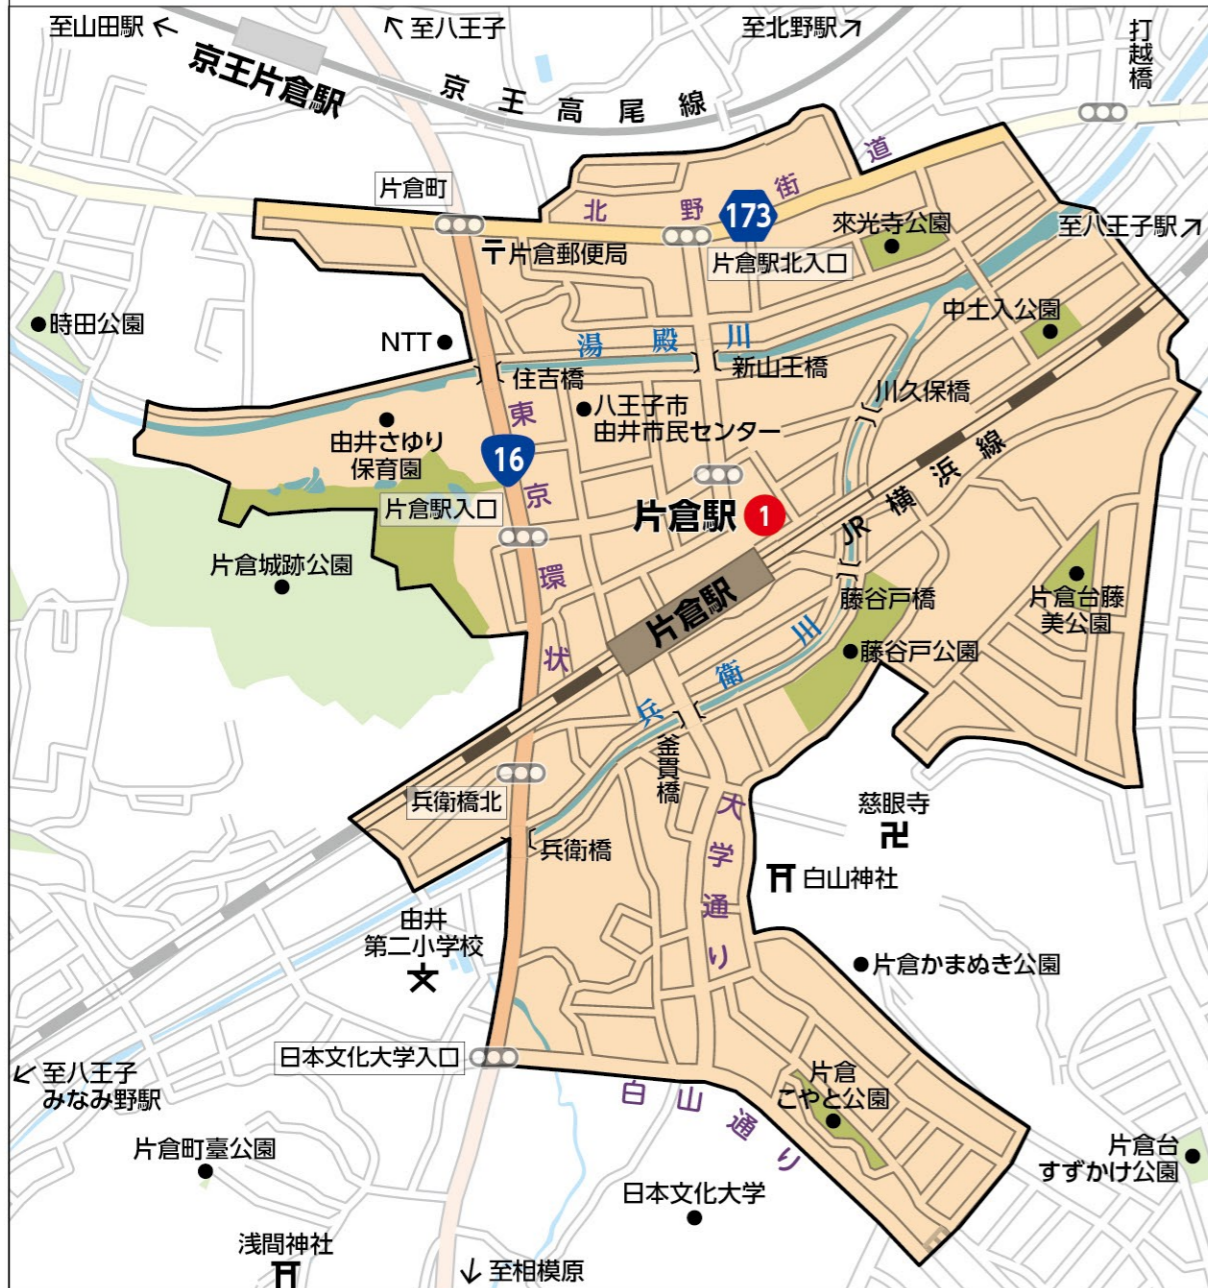 至山田駅 ←
↖ 至八王子
至北野駅 ↗
打越橋
京王片倉駅
京王高尾線
片倉町
北野街道
173
來光寺公園
至八王子駅 ↗
〒片倉郵便局
片倉駅北入口
時田公園
NTT
湯殿川
中土入公園
住吉橋
新山王橋
川久保橋
八王子市
由井市民センター
由井さゆり
保育園
16
東京環状
片倉駅入口
片倉駅
1
JR横浜線
片倉城跡公園
片倉駅
藤谷戸橋
片倉台藤
美公園
藤谷戸公園
兵衛川
釜貫橋
兵衛橋北
兵衛橋
大学通り
慈眼寺
卍
白山神社
由井
第二小学校
文
片倉かまぬき公園
日本文化大学入口
↙ 至八王子
みなみ野駅
白山通り
片倉
こやと公園
片倉町臺公園
片倉台
すずかけ公園
日本文化大学
浅間神社
↓ 至相模原